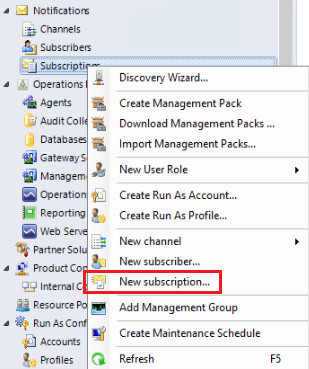 Notifications
Channels
Subscribers
Subscriptions
Operations
Agents
Audit Colle
Databases
Gateway S
Managemen
Operation
Reporting
Web Serve
Partner Solu
Product Con
Internal Co
Resource Po
Run As Conf
Accounts
Profiles
Discovery Wizard...
Create Management Pack
Download Management Packs ...
Import Management Packs...
New User Role
Create Run As Account...
Create Run As Profile...
New channel
New subscriber...
New subscription...
Add Management Group
Create Maintenance Schedule
Refresh F5